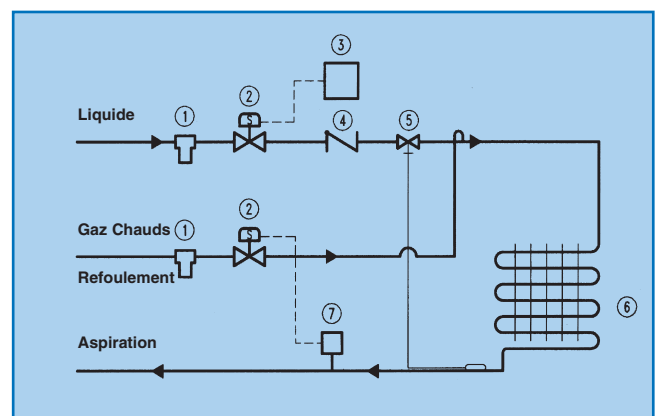 3
2
1
4
5
Liquide
S
2
1
Gaz Chauds
S
Refoulement
7
6
Aspiration